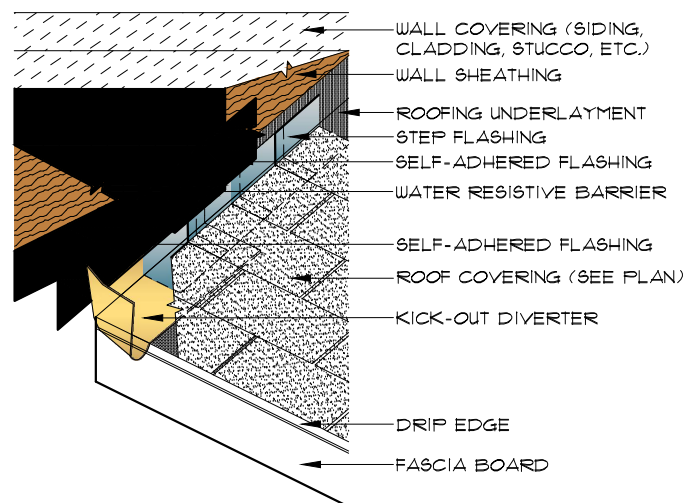 WALL COVERING (SIDING,
CLADDING, STUCCO, ETC.)
WALL SHEATHING
ROOFING UNDERLAYMENT
STEP FLASHING
SELF-ADHERED FLASHING
WATER RESISTIVE BARRIER
SELF-ADHERED FLASHING
ROOF COVERING (SEE PLAN)
KICK-OUT DIVERTER
DRIP EDGE
FASCIA BOARD